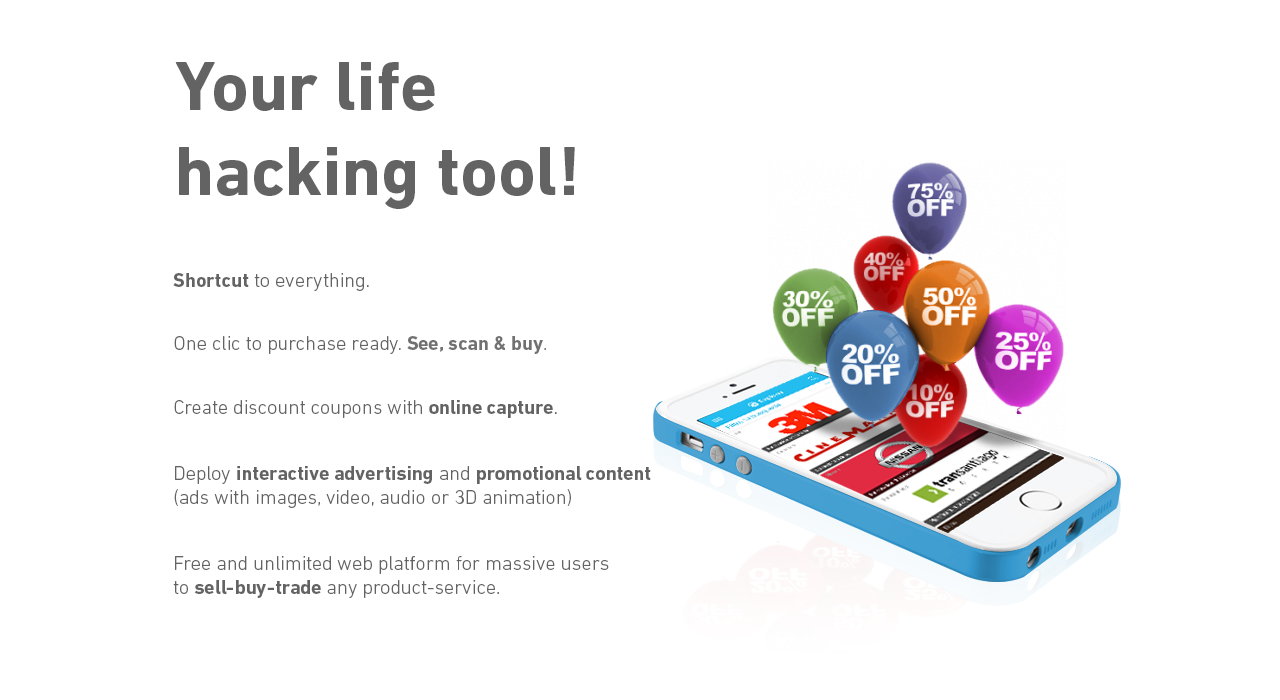 Your life
hacking tool!
Shortcut to everything.
One clic to purchase ready. See, scan & buy.
Create discount coupons with online capture.
Deploy interactive advertising and promotional content
(ads with images, video, audio or 3D animation)
Free and unlimited web platform for massive users
to sell-buy-trade any product-service.
75%
OFF
40%
OFF
30%
OFF
50%
OFF
25%
OFF
20%
OFF
10%
OFF
3M
CINEMA
NISSAN
transantiago